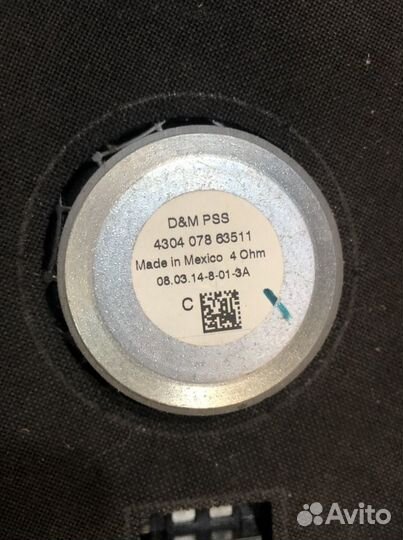 D&M PSS
4304 078 63511
Made in Mexico 4 Ohm
08.03.14-8-01-3A
C
Avito